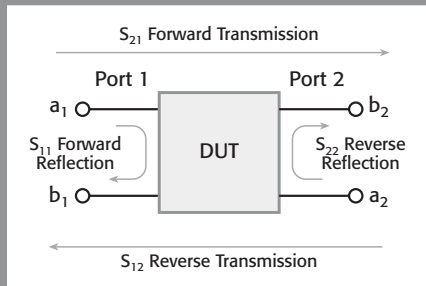 S₂₁ Forward Transmission
Port 1
Port 2
a₁
b₂
S₁₁ Forward
Reflection
DUT
S₂₂ Reverse
Reflection
b₁
a₂
S₁₂ Reverse Transmission